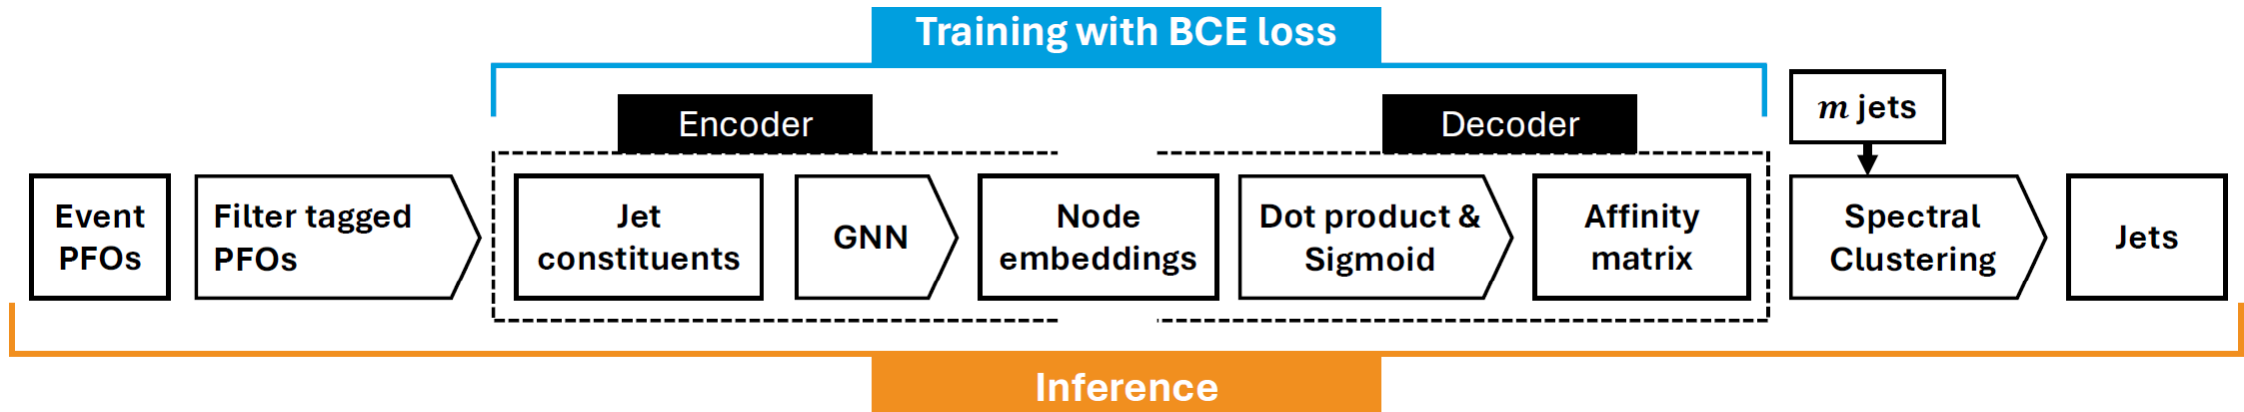 Training with BCE loss
Encoder
Decoder
m jets
Event
PFOs
Filter tagged
PFOs
Jet
constituents
GNN
Node
embeddings
Dot product &
Sigmoid
Affinity
matrix
Spectral
Clustering
Jets
Inference